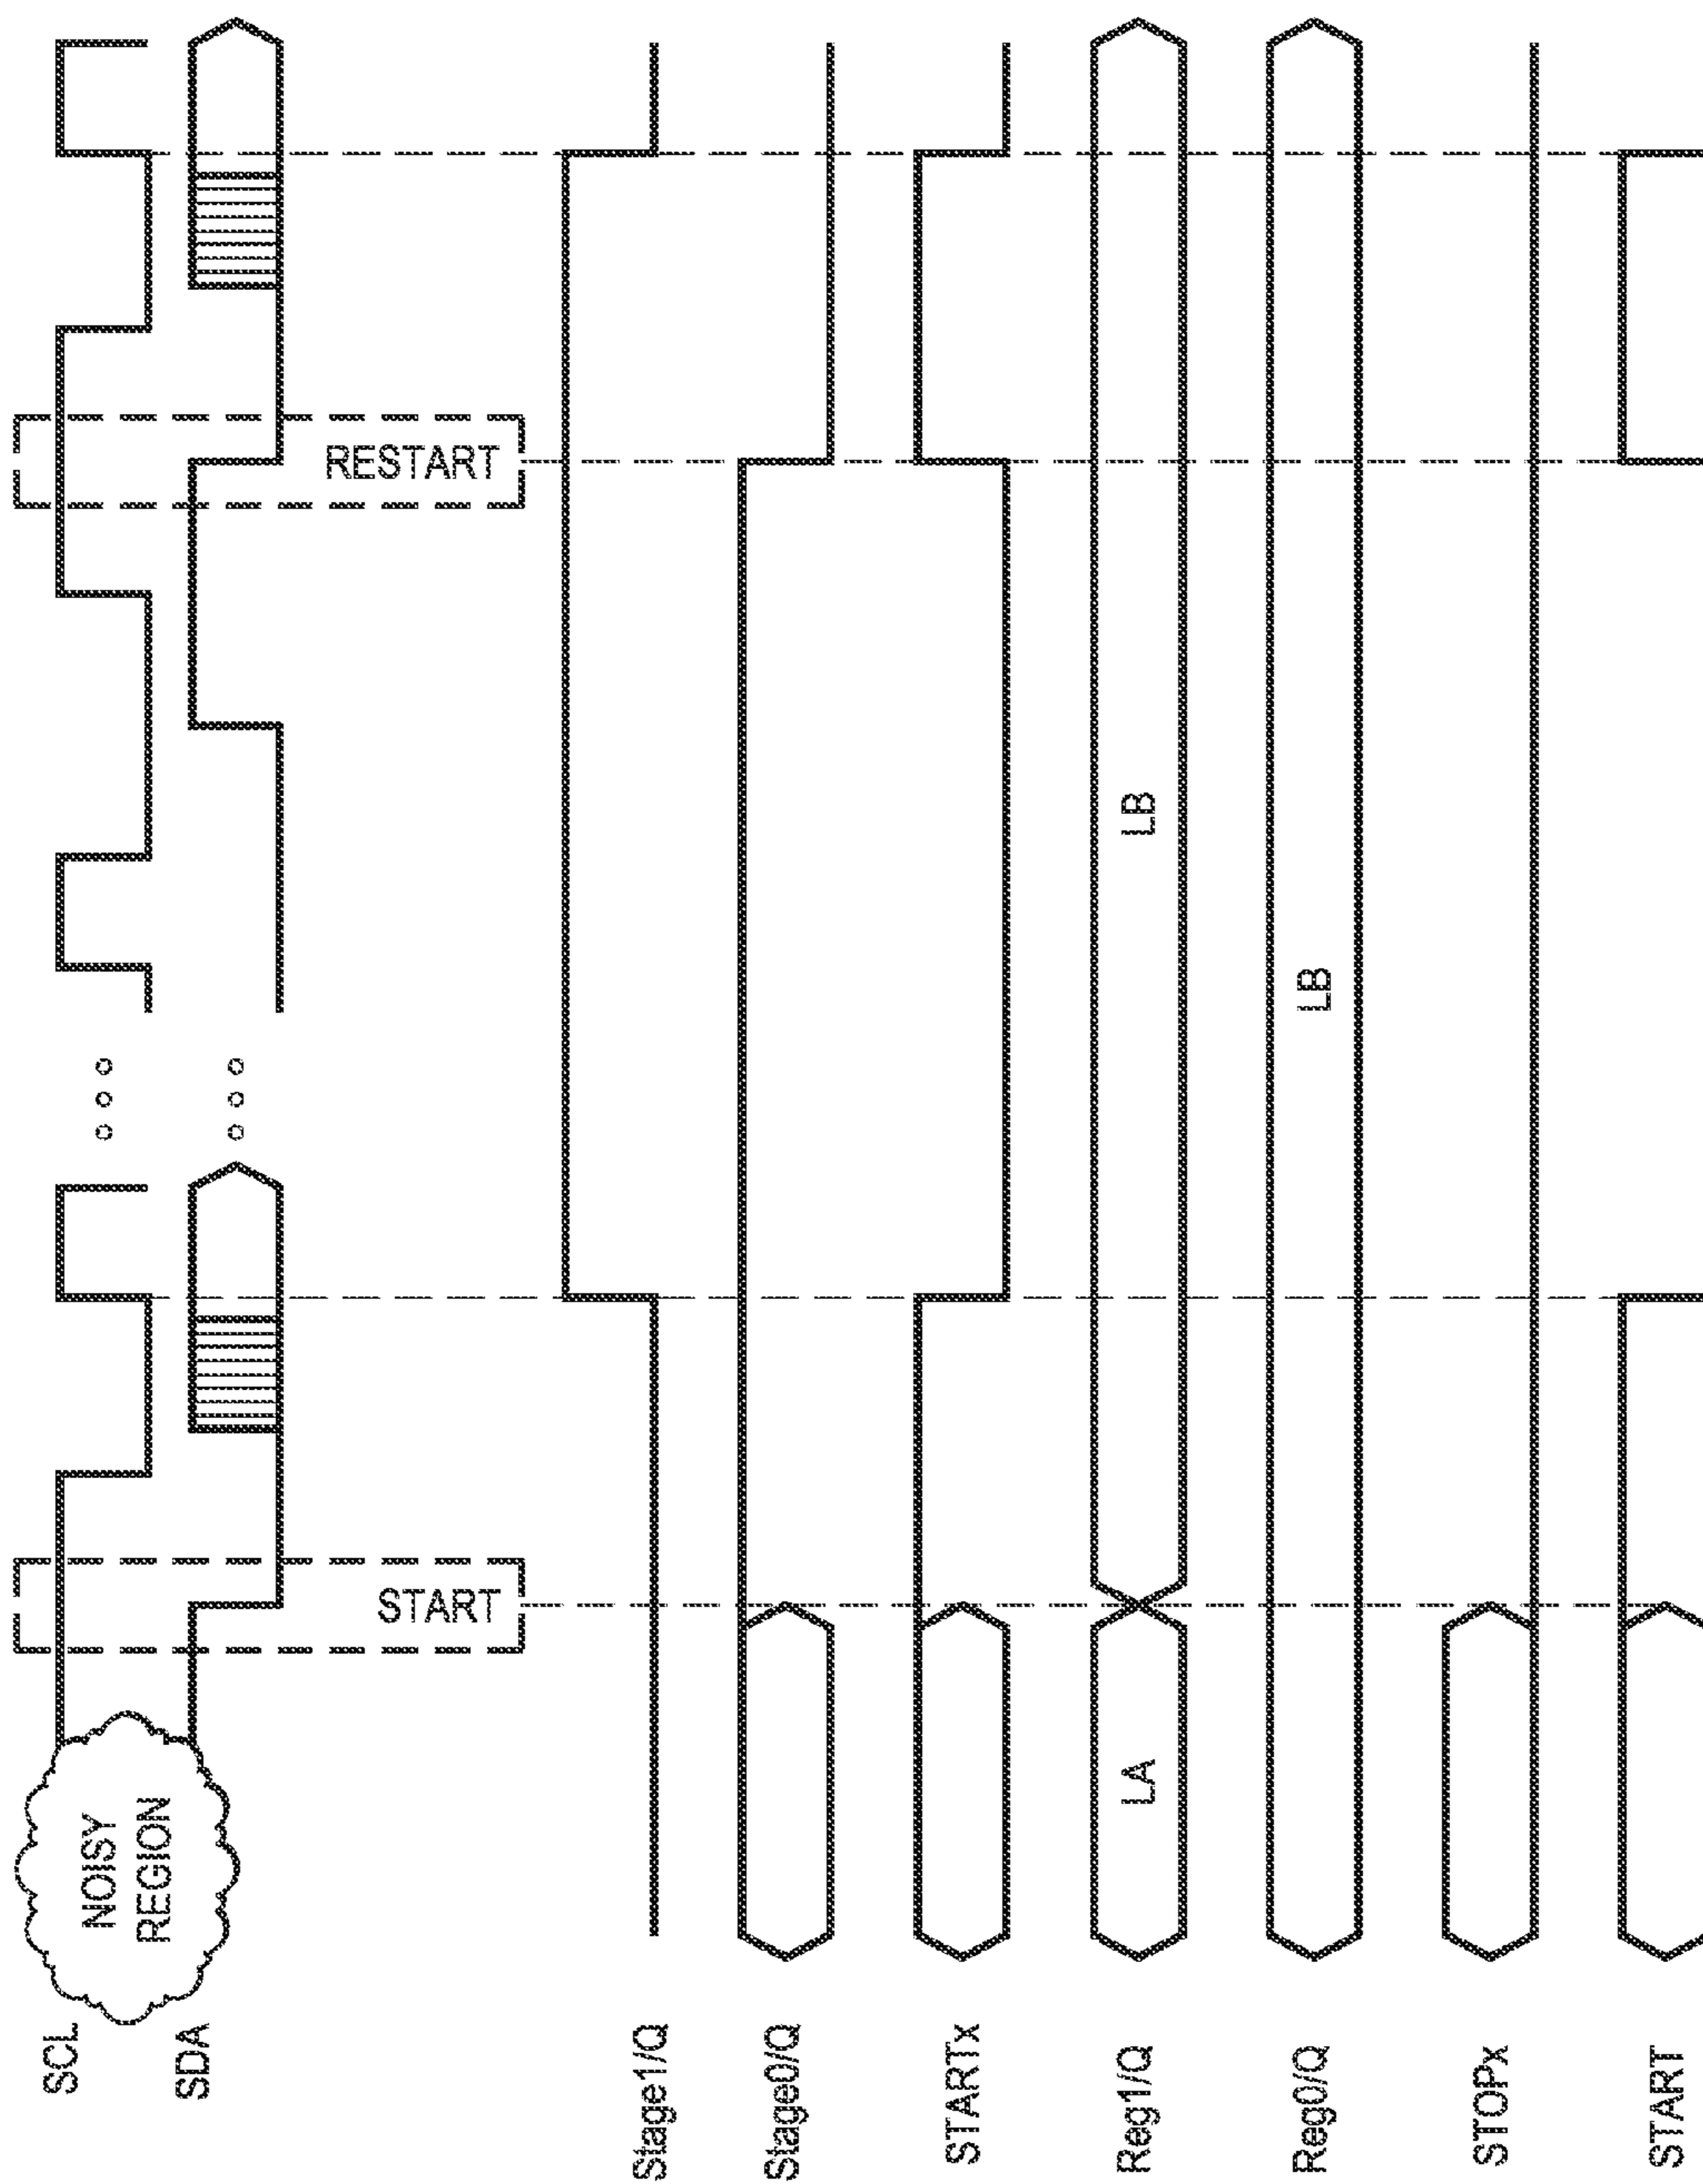 SCL
NOISY
REGION
SDA
START
RESTART
Stage1/Q
Stage0/Q
STARTx
Reg1/Q
LA
LB
Reg0/Q
LB
STOPx
START